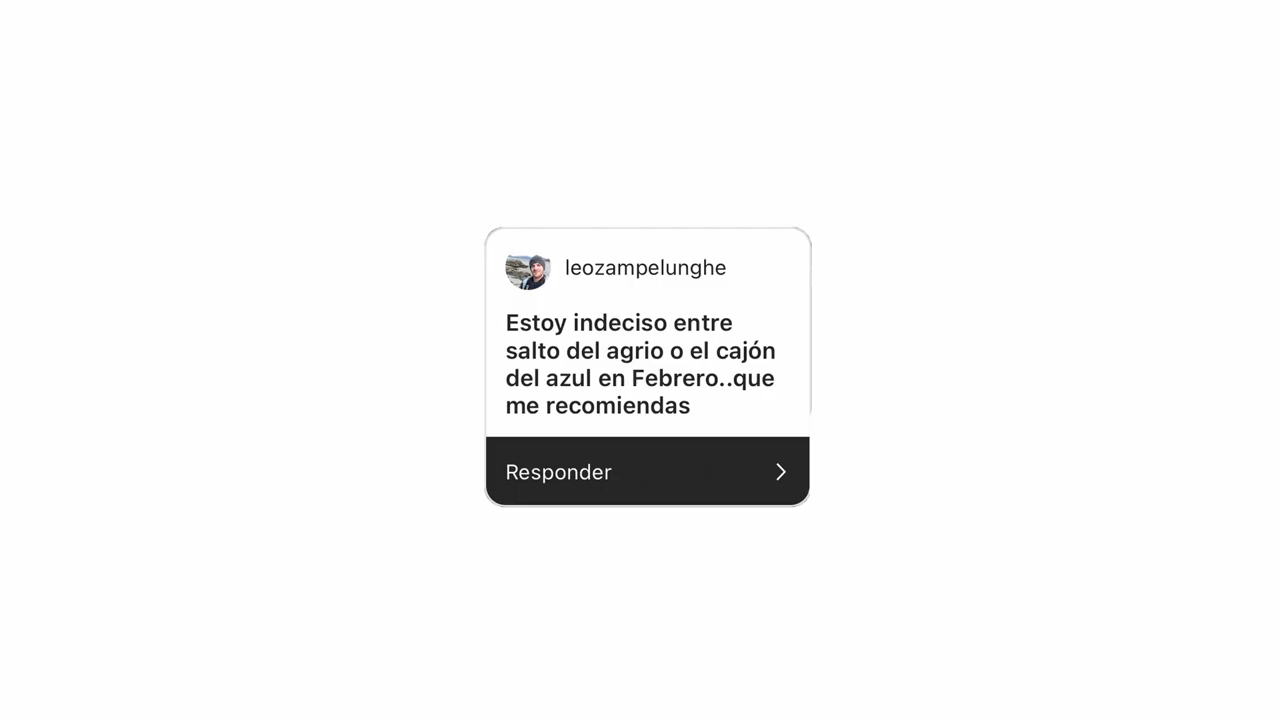 leozampelunghe
Estoy indeciso entre
salto del agrio o el cajón
del azul en Febrero..que
me recomiendas
Responder